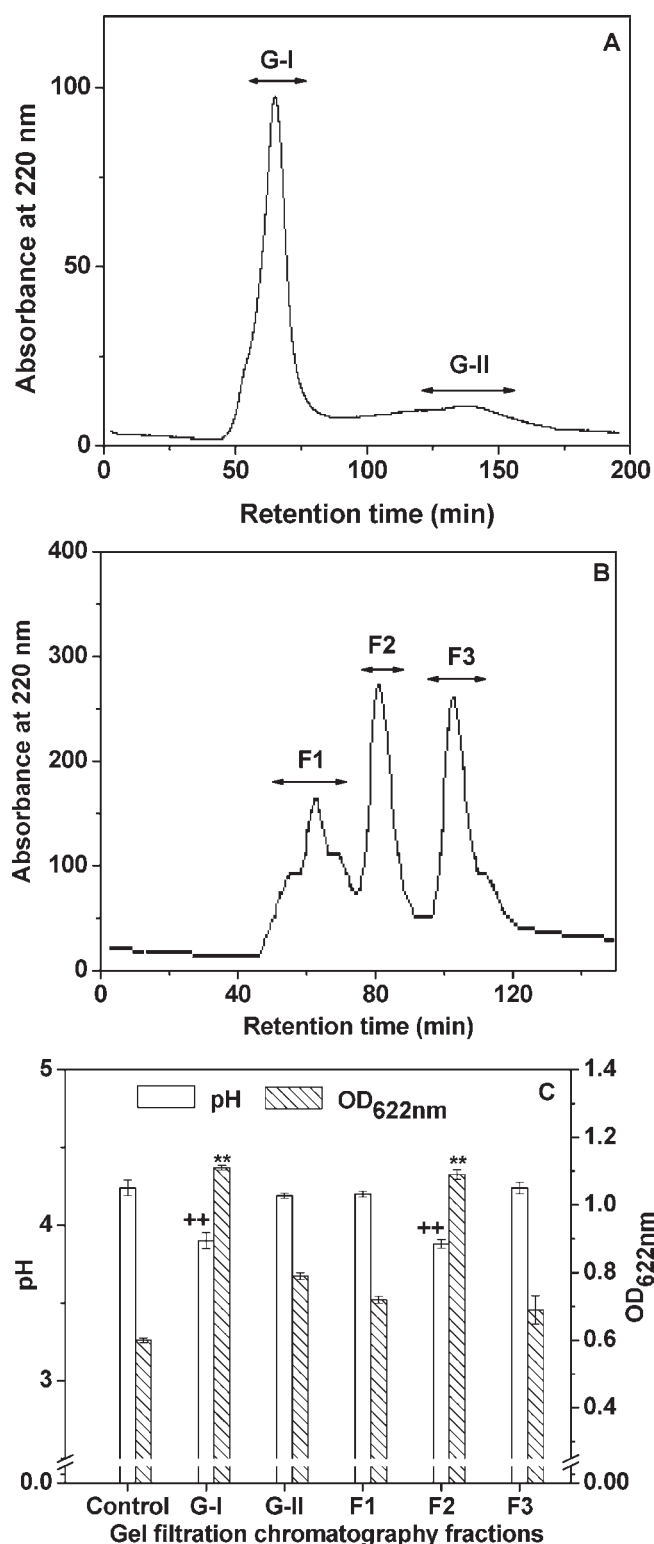 A
G-I
G-II
100
50
0
0 50 100 150 200
Absorbance at 220 nm
Retention time (min)
B
F1
F2
F3
400
300
200
100
0
0 40 80 120
Absorbance at 220 nm
Retention time (min)
C
pH OD622nm
5
4
3
0.0
pH
1.4
1.2
1.0
0.8
0.6
0.4
0.00
OD622nm
++ **
++ **
Control G-I G-II F1 F2 F3
Gel filtration chromatography fractions